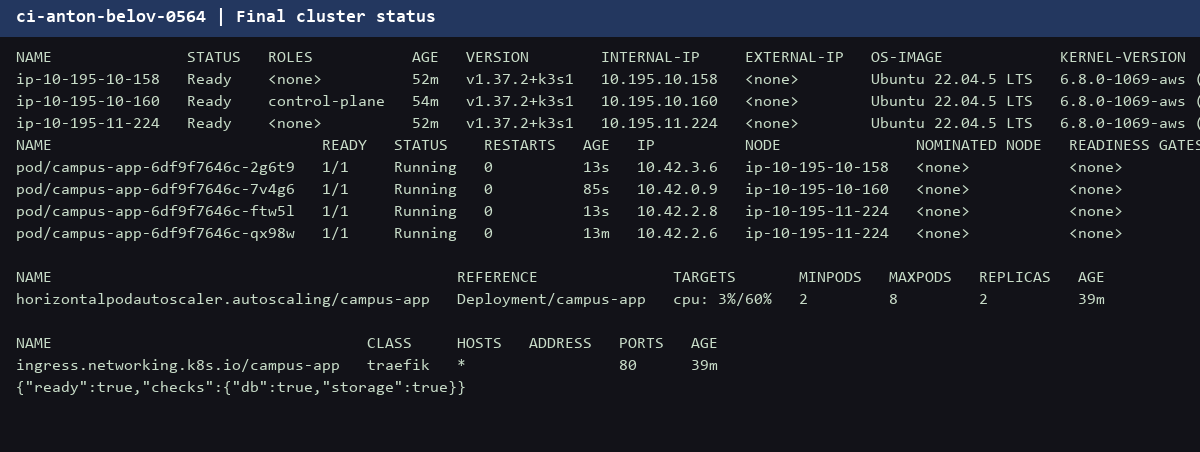 ci-anton-belov-0564 | Final cluster status
NAME STATUS ROLES AGE VERSION INTERNAL-IP EXTERNAL-IP OS-IMAGE KERNEL-VERSION
ip-10-195-10-158 Ready <none> 52m v1.37.2+k3s1 10.195.10.158 <none> Ubuntu 22.04.5 LTS 6.8.0-1069-aws (
ip-10-195-10-160 Ready control-plane 54m v1.37.2+k3s1 10.195.10.160 <none> Ubuntu 22.04.5 LTS 6.8.0-1069-aws (
ip-10-195-11-224 Ready <none> 52m v1.37.2+k3s1 10.195.11.224 <none> Ubuntu 22.04.5 LTS 6.8.0-1069-aws (
NAME READY STATUS RESTARTS AGE IP NODE NOMINATED NODE READINESS GATES
pod/campus-app-6df9f7646c-2g6t9 1/1 Running 0 13s 10.42.3.6 ip-10-195-10-158 <none> <none>
pod/campus-app-6df9f7646c-7v4g6 1/1 Running 0 85s 10.42.0.9 ip-10-195-10-160 <none> <none>
pod/campus-app-6df9f7646c-ftw5l 1/1 Running 0 13s 10.42.2.8 ip-10-195-11-224 <none> <none>
pod/campus-app-6df9f7646c-qx98w 1/1 Running 0 13m 10.42.2.6 ip-10-195-11-224 <none> <none>
NAME REFERENCE TARGETS MINPODS MAXPODS REPLICAS AGE
horizontalpodautoscaler.autoscaling/campus-app Deployment/campus-app cpu: 3%/60% 2 8 2 39m
NAME CLASS HOSTS ADDRESS PORTS AGE
ingress.networking.k8s.io/campus-app traefik * 80 39m
{"ready":true,"checks":{"db":true,"storage":true}}